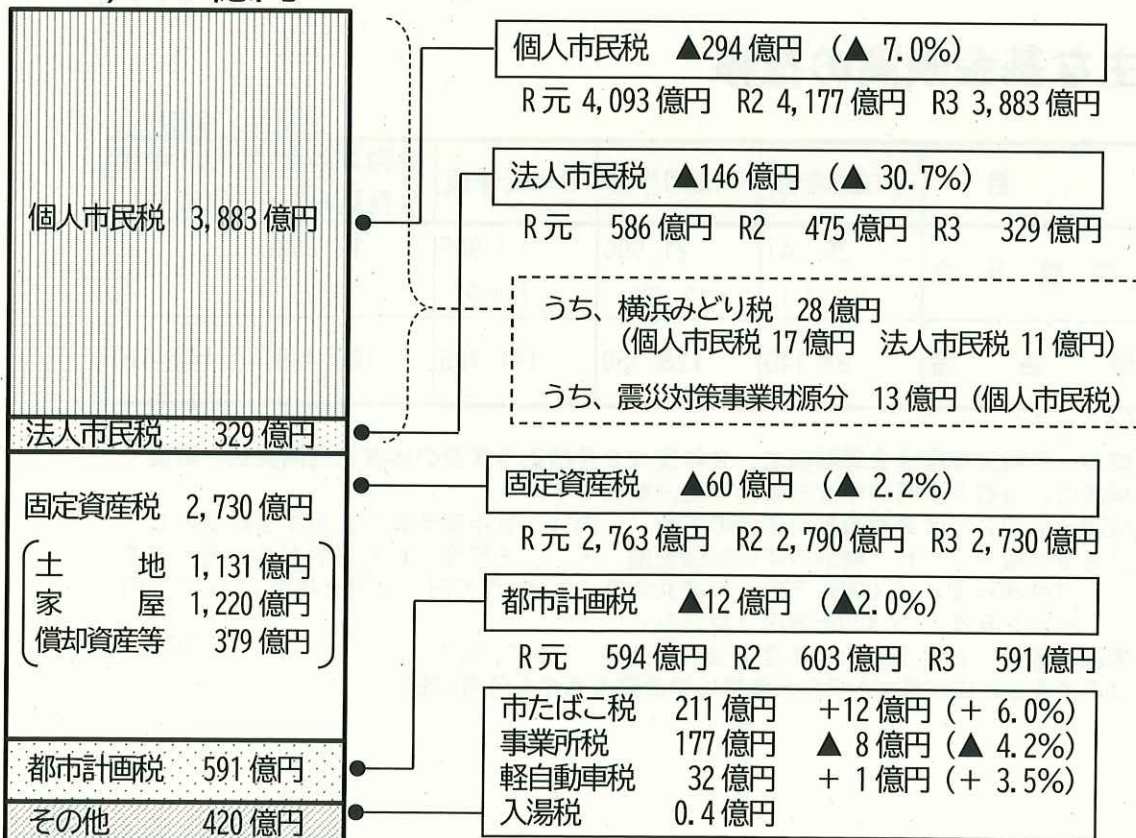 個人市民税 3,883億円
法人市民税 329億円
固定資産税 2,730億円
土地 1,131億円
家屋 1,220億円
償却資産等 379億円
都市計画税 591億円
その他 420億円
個人市民税 ▲294億円 (▲ 7.0%)
R元 4,093億円 R2 4,177億円 R3 3,883億円
法人市民税 ▲146億円 (▲ 30.7%)
R元 586億円 R2 475億円 R3 329億円
うち、横浜みどり税 28億円
(個人市民税 17億円 法人市民税 11億円)
うち、震災対策事業財源分 13億円 (個人市民税)
固定資産税 ▲60億円 (▲ 2.2%)
R元 2,763億円 R2 2,790億円 R3 2,730億円
都市計画税 ▲12億円 (▲2.0%)
R元 594億円 R2 603億円 R3 591億円
市たばこ税 211億円 +12億円 (+ 6.0%)
事業所税 177億円 ▲ 8億円 (▲ 4.2%)
軽自動車税 32億円 + 1億円 (+ 3.5%)
入湯税 0.4億円